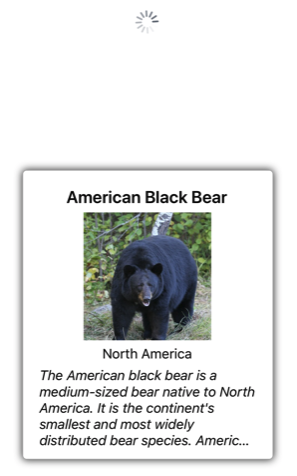 American Black Bear
North America
The American black bear is a
medium-sized bear native to North
America. It is the continent's
smallest and most widely
distributed bear species. Americ...